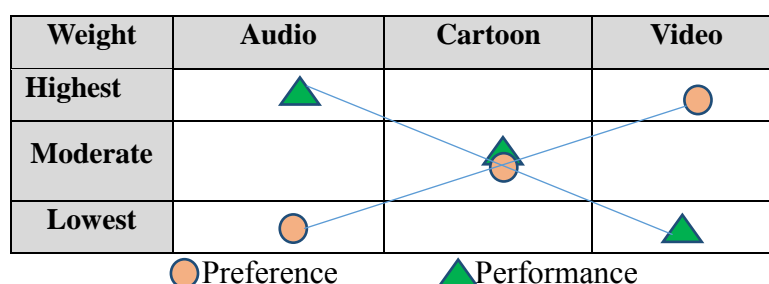 Weight Audio Cartoon Video
Highest
Moderate
Lowest
Preference Performance